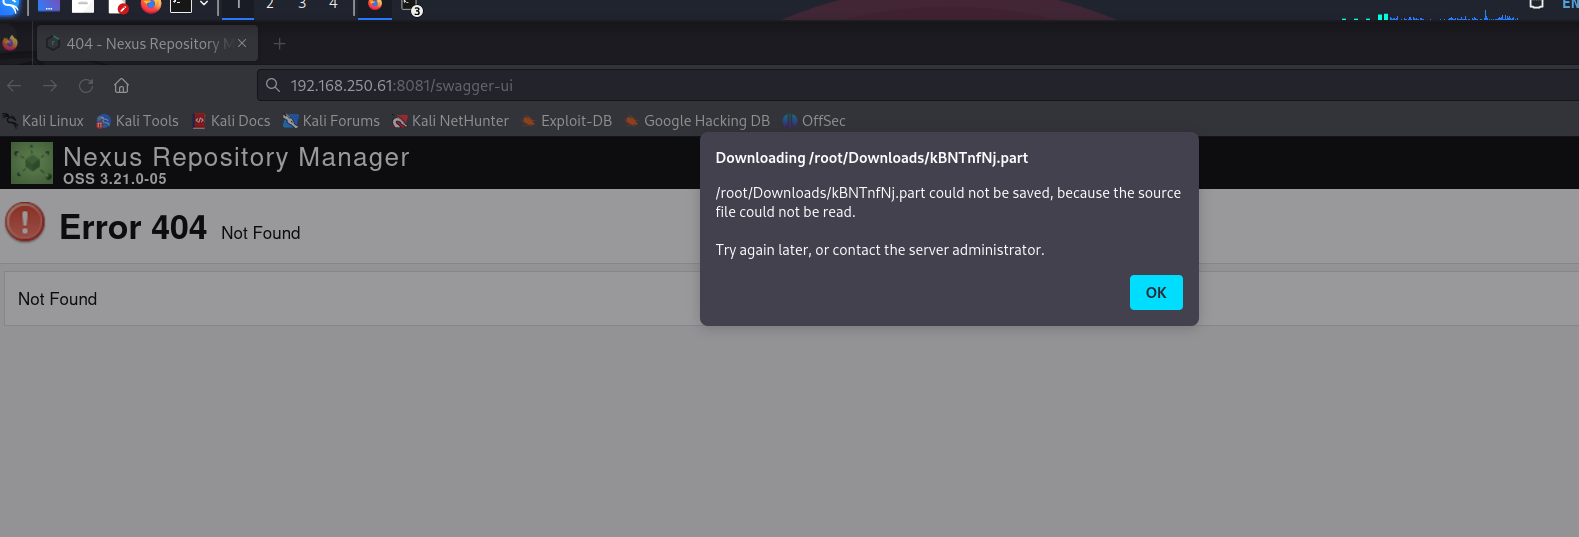 1 2 3 4 3 EN
404 - Nexus Repository M
192.168.250.61:8081/swagger-ui
Kali Linux Kali Tools Kali Docs Kali Forums Kali NetHunter Exploit-DB Google Hacking DB OffSec
Nexus Repository Manager
OSS 3.21.0-05
Error 404 Not Found
Not Found
Downloading /root/Downloads/kBNTnfNj.part
/root/Downloads/kBNTnfNj.part could not be saved, because the source
file could not be read.
Try again later, or contact the server administrator.
OK